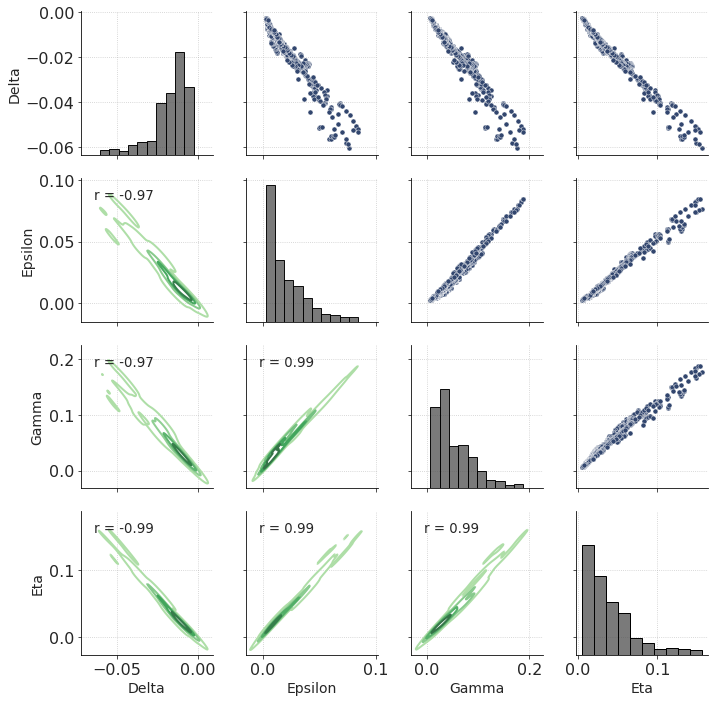 0.00
−0.02
−0.04
−0.06
Delta
0.10
0.05
0.00
Epsilon
r = -0.97
0.2
0.1
0.0
Gamma
r = -0.97
r = 0.99
0.1
0.0
Eta
r = -0.99
r = 0.99
r = 0.99
−0.05 0.00
0.0 0.1
0.0 0.2
0.0 0.1
Delta
Epsilon
Gamma
Eta